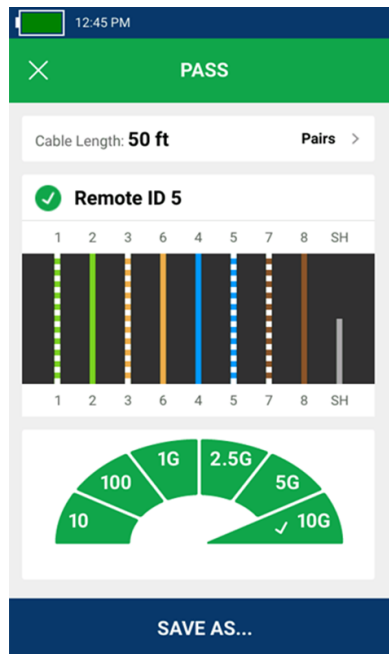 12:45 PM
PASS
Cable Length: 50 ft Pairs >
Remote ID 5
1 2 3 6 4 5 7 8 SH
1 2 3 6 4 5 7 8 SH
10 100 1G 2.5G 5G 10G
SAVE AS...